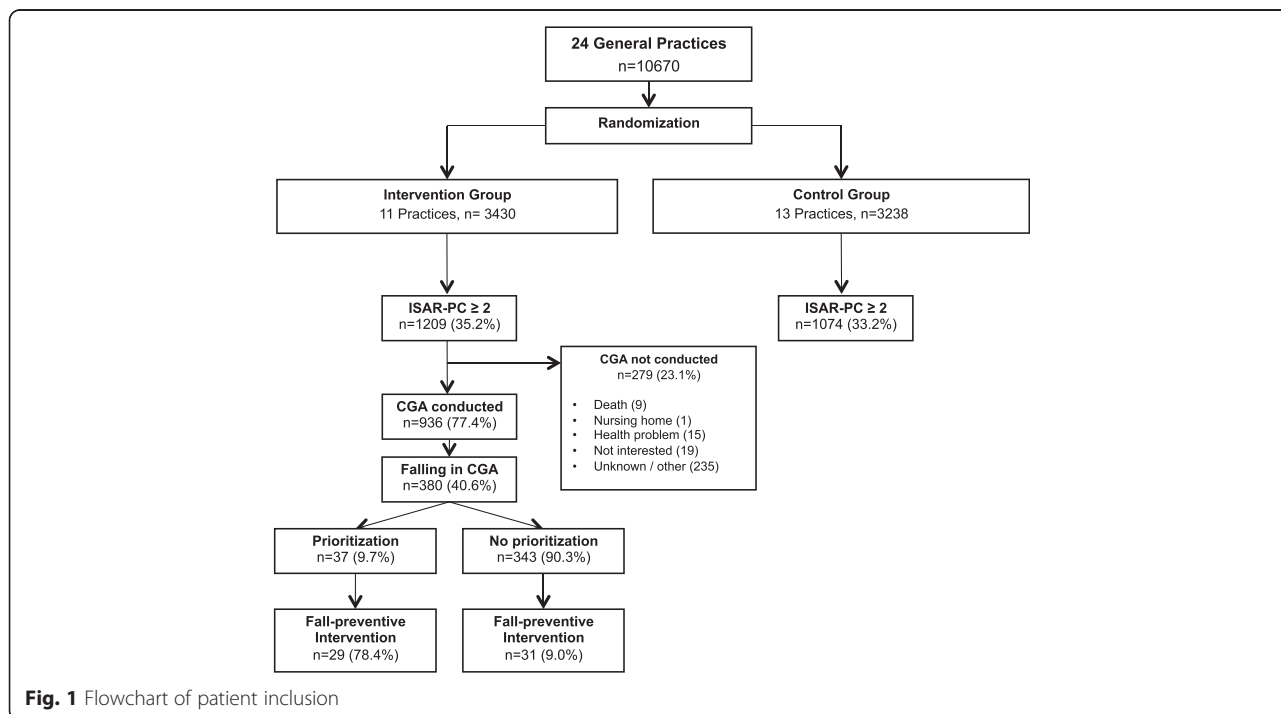 24 General Practices
n=10670
Randomization
Intervention Group
11 Practices, n= 3430
Control Group
13 Practices, n=3238
ISAR-PC ≥ 2
n=1209 (35.2%)
ISAR-PC ≥ 2
n=1074 (33.2%)
CGA not conducted
n=279 (23.1%)
• Death (9)
• Nursing home (1)
• Health problem (15)
• Not interested (19)
• Unknown / other (235)
CGA conducted
n=936 (77.4%)
Falling in CGA
n=380 (40.6%)
Prioritization
n=37 (9.7%)
No prioritization
n=343 (90.3%)
Fall-preventive
Intervention
n=29 (78.4%)
Fall-preventive
Intervention
n=31 (9.0%)
Fig. 1 Flowchart of patient inclusion